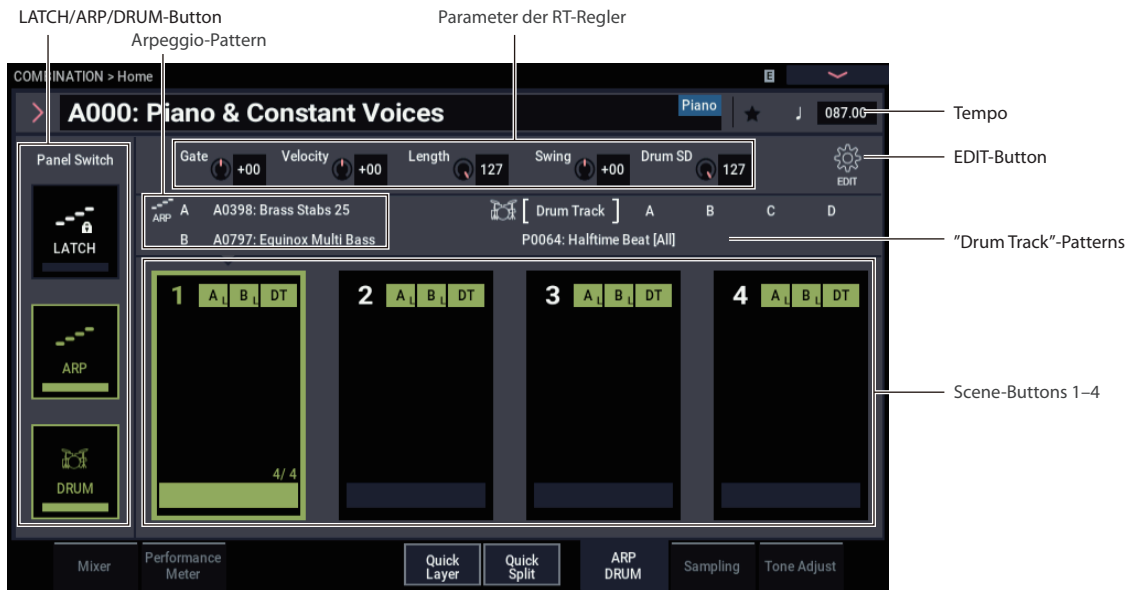 LATCH/ARP/DRUM-Button
Parameter der RT-Regler
Arpeggio-Pattern
COMBINATION > Home
E
A000: Piano & Constant Voices
Piano
087.00
Tempo
Panel Switch
Gate
+00
Velocity
+00
Length
127
Swing
+00
Drum SD
127
EDIT
EDIT-Button
LATCH
ARP
A
A0398: Brass Stabs 25
B
A0797: Equinox Multi Bass
[ Drum Track ]
A
B
C
D
P0064: Halftime Beat [All]
"Drum Track"-Patterns
1
A L
B L
DT
2
A L
B L
DT
3
A L
B L
DT
4
A L
B L
DT
ARP
Scene-Buttons 1–4
4/ 4
DRUM
Mixer
Performance
Meter
Quick
Layer
Quick
Split
ARP
DRUM
Sampling
Tone Adjust